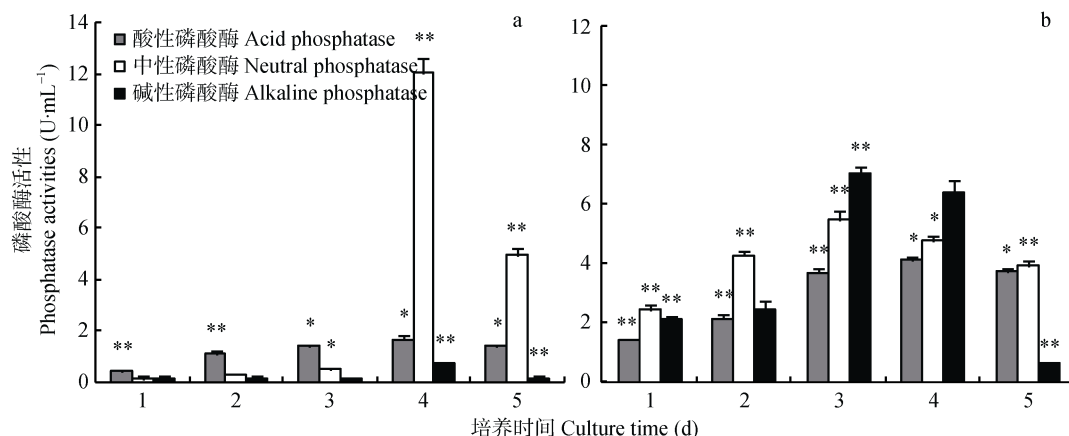 a
b
14
12
10
8
6
4
2
0
酸性磷酸酶 Acid phosphatase
中性磷酸酶 Neutral phosphatase
碱性磷酸酶 Alkaline phosphatase
磷酸酶活性
Phosphatase activities (U·mL⁻¹)
** ** * * ** ** * ** **
*
1 2 3 4 5
12
10
8
6
4
2
0
** ** ** ** ** ** ** ** * * * ** **
1 2 3 4 5
培养时间 Culture time (d)